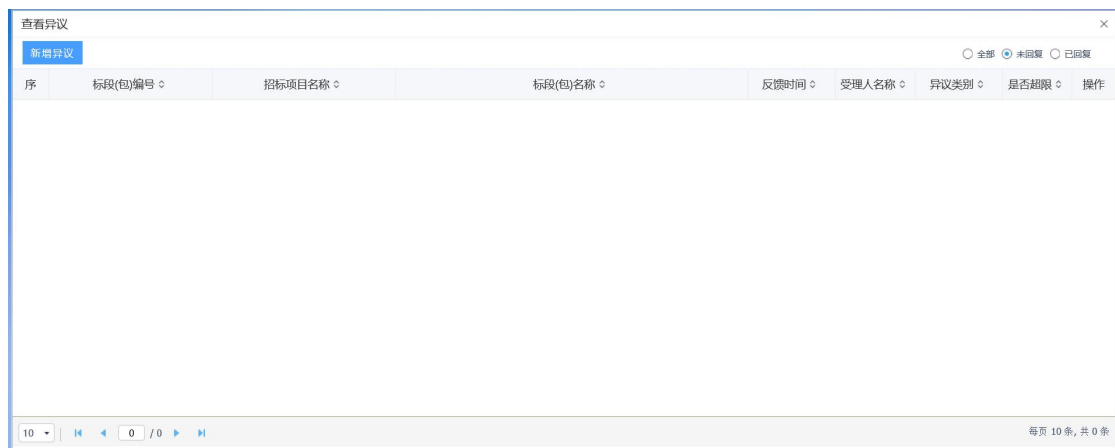 查看异议 ×
新增异议 全部 未回复 已回复
序 标段(包)编号 招标项目名称 标段(包)名称 反馈时间 受理人名称 异议类别 是否超限 操作
10 0 / 0 每页 10 条, 共 0 条